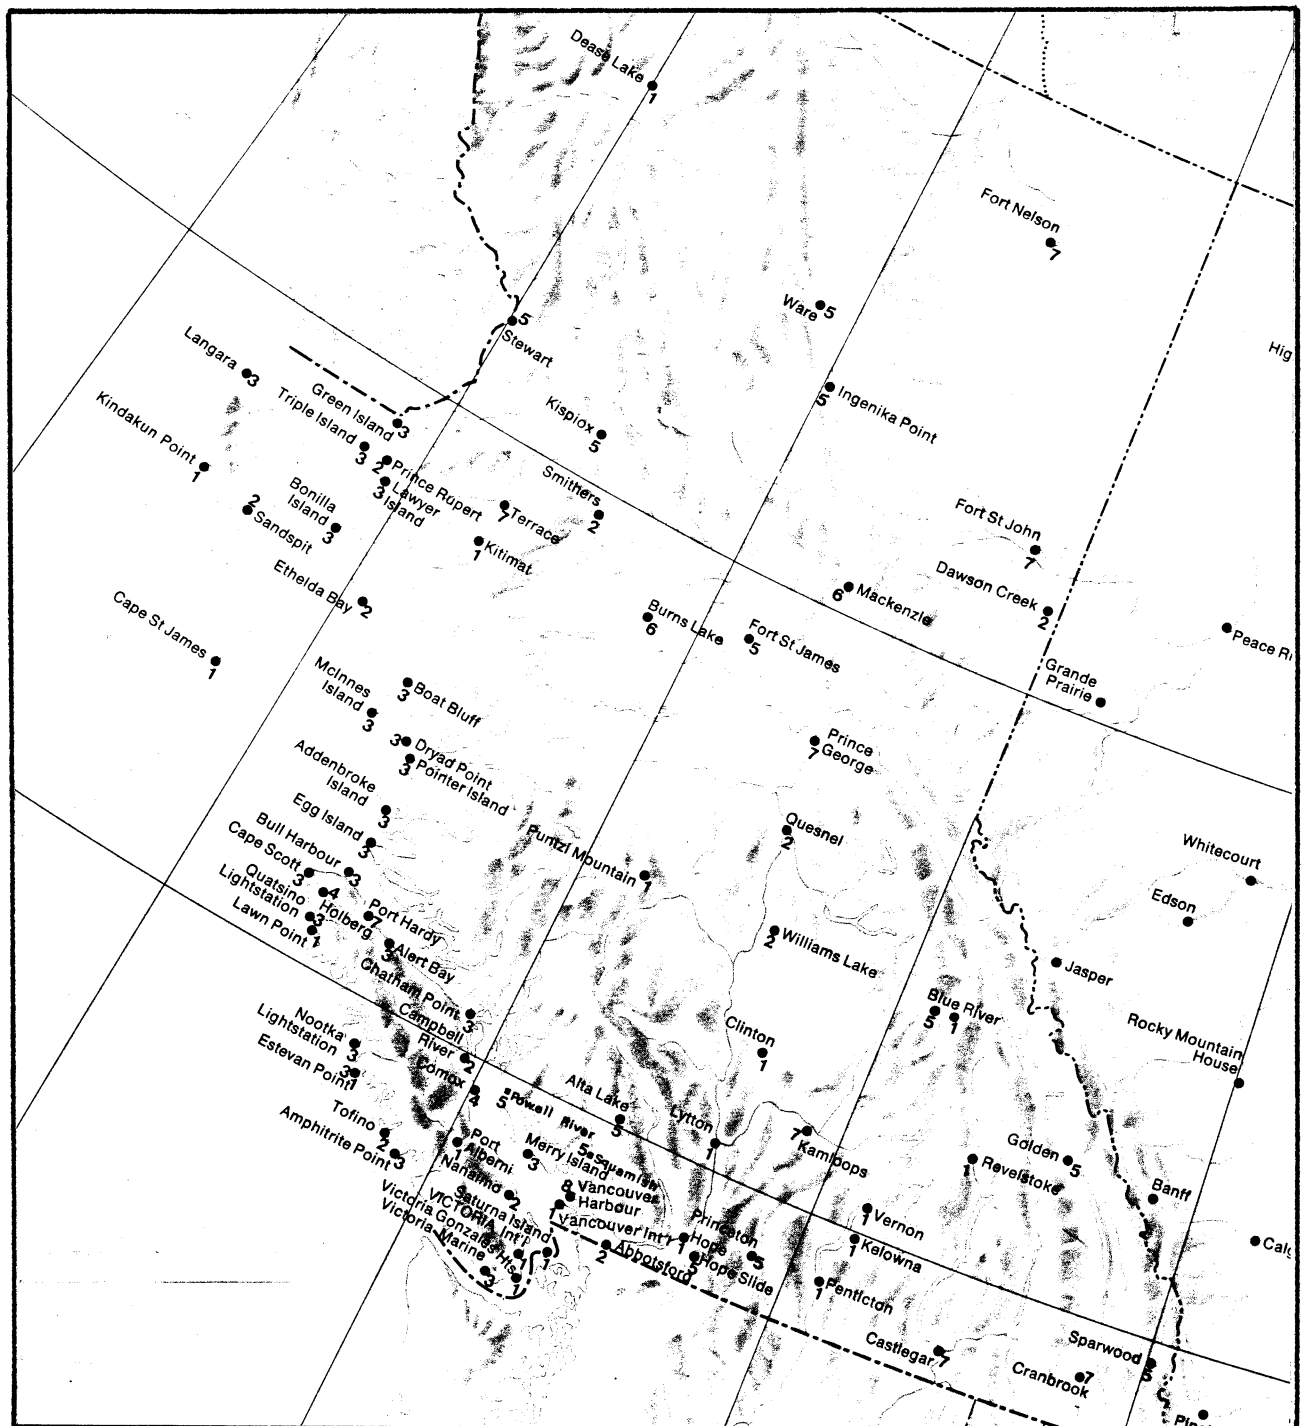 Dease Lake
1
Fort Nelson
7
Ware
5
5
Stewart
Hig
Langara
3
Green Island
3
Triple Island
3
Ingenika Point
5
Kispiox
5
Kindakun Point
1
2
Prince Rupert
3
Lawyer
Island
Smithers
2
7
Terrace
Bonilla
Island
3
2
Sandspit
1
Kitimat
Fort St John
7
Dawson Creek
2
Ethelda Bay
2
6
Mackenzie
Burns Lake
6
Fort St James
5
Peace Ri
Cape St James
1
Grande
Prairie
McInnes
Island
3
Boat Bluff
3
3
Dryad Point
3
Pointer Island
Prince
George
7
Addenbroke
Island
3
Egg Island
3
Quesnel
2
Bull Harbour
3
Cape Scott
3
Puntzi Mountain
1
Whitecourt
Quatsino
Lightstation
3
4
Holberg
Edson
Lawn Point
1
Port Hardy
7
Alert Bay
3
2
Williams Lake
Jasper
Chatham Point
3
Campbell
River
2
Blue River
5
1
Nootka
Lightstation
3
Clinton
1
Rocky Mountain
House
Estevan Point
3
1
Comox
4
Powell River
5
Alta Lake
5
Lytton
1
7
Kamloops
Tofino
2
Amphitrite Point
3
Port
Alberni
1
Merry Island
3
5
Squamish
Golden
5
1
Revelstoke
Banff
Nanaimo
2
8
Vancouver
Harbour
Saturna Island
1
1
Vancouver Int'l
VICTORIA Int'l
1
Victoria Gonzales Hts
1
Victoria
Marine
3
2
Abbotsford
Princeton
5
1
Hope
5
Hope Slide
1
Vernon
1
Kelowna
Calg
1
Penticton
Castlegar
7
Sparwood
5
Cranbrook
7